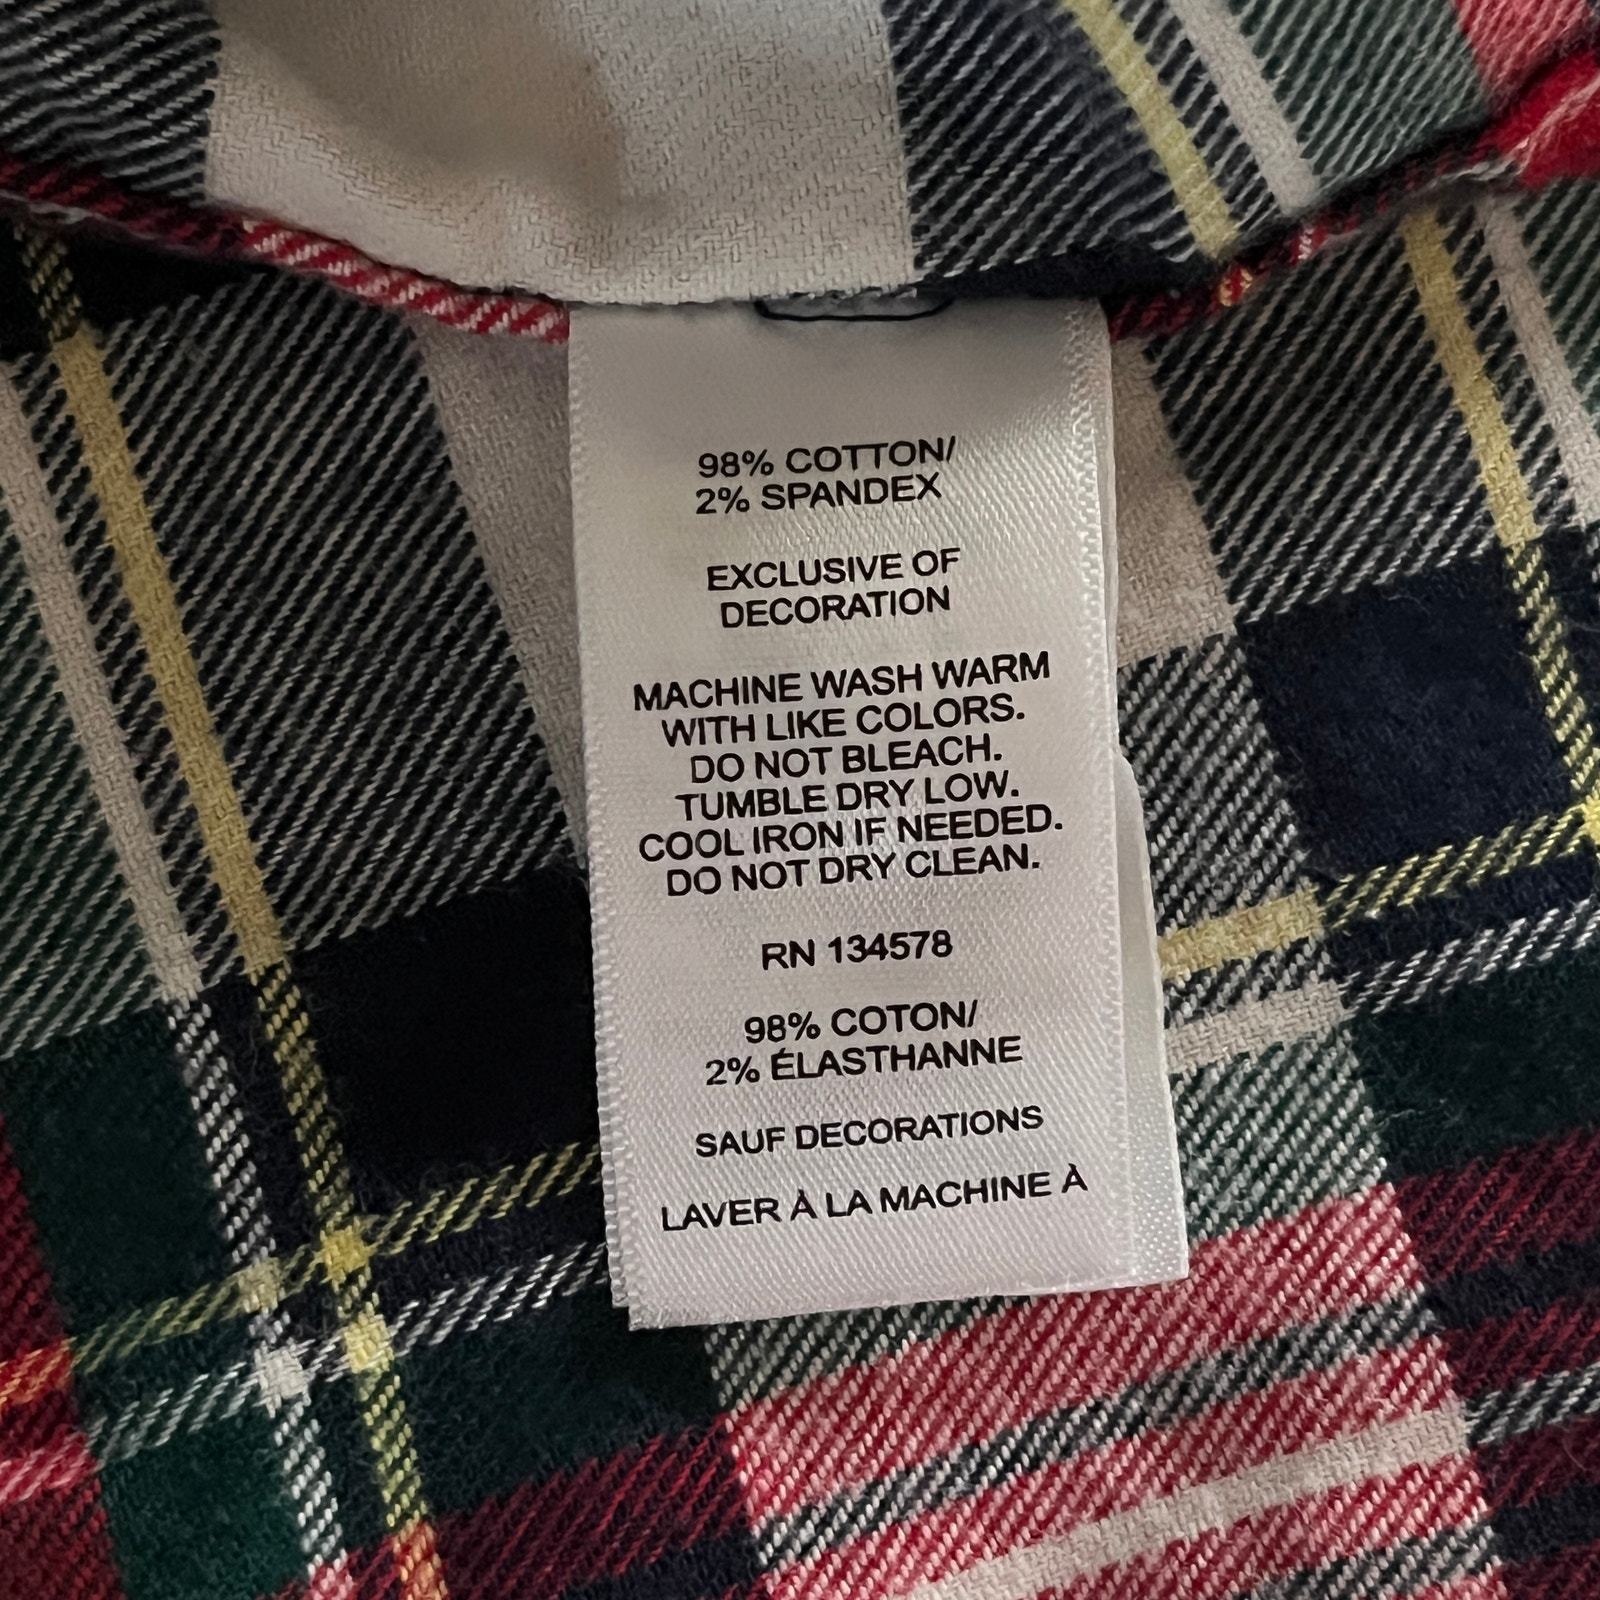 98% COTTON/
2% SPANDEX
EXCLUSIVE OF
DECORATION
MACHINE WASH WARM
WITH LIKE COLORS.
DO NOT BLEACH.
TUMBLE DRY LOW.
COOL IRON IF NEEDED.
DO NOT DRY CLEAN.
RN 134578
98% COTON/
2% ÉLASTHANNE
SAUF DECORATIONS
LAVER À LA MACHINE À